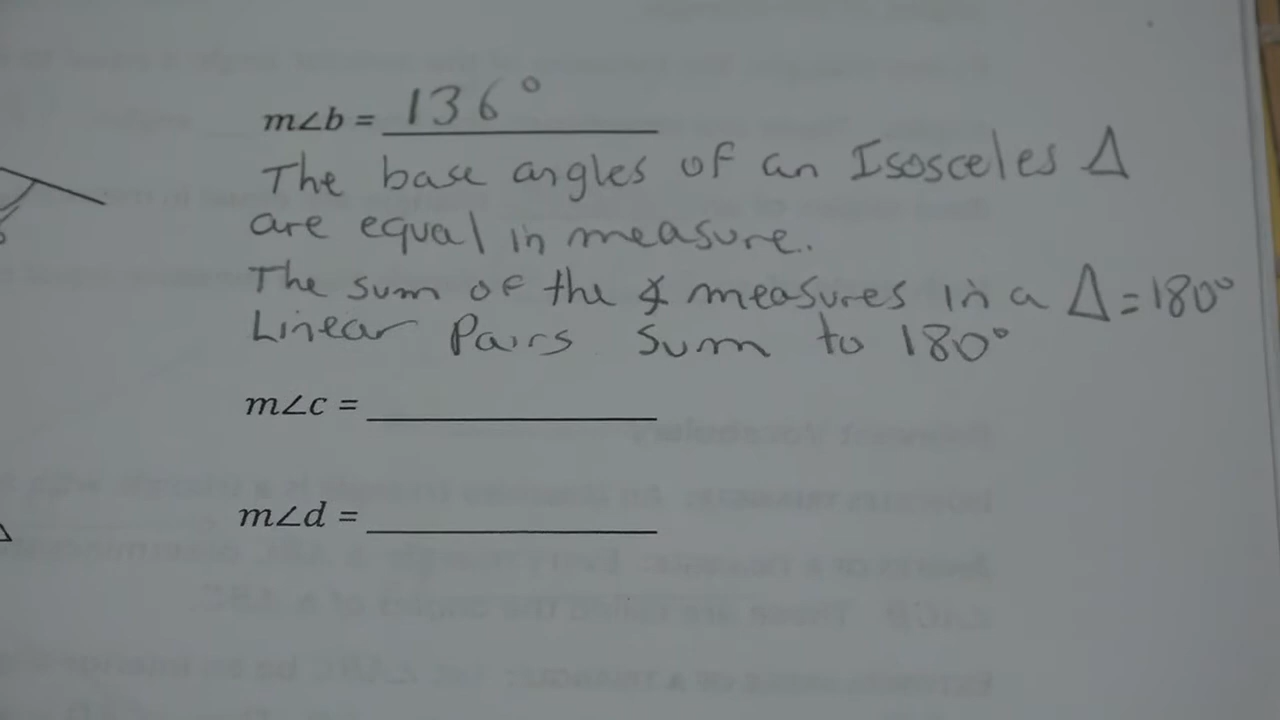 m∠b = 136°
The base angles of an Isosceles Δ
are equal in measure.
The sum of the ∡ measures in a Δ = 180°
Linear Pairs sum to 180°
m∠c =
m∠d =